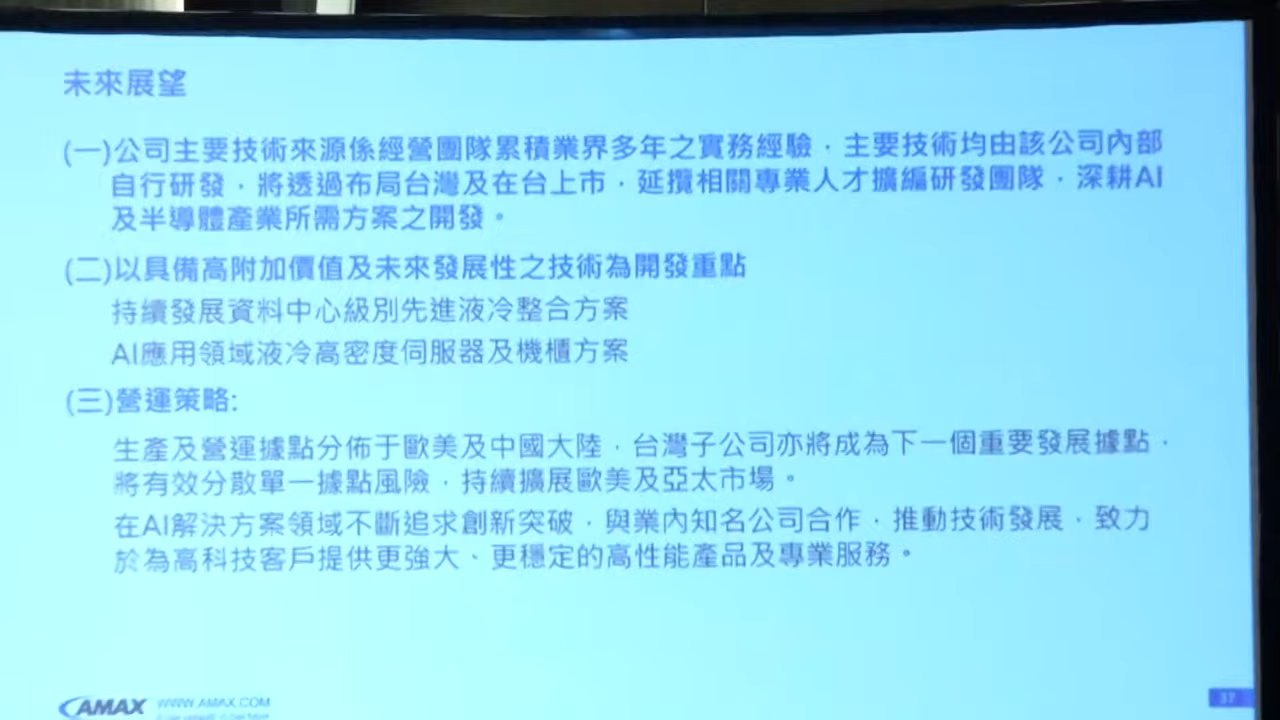 未來展望
(一)公司主要技術來源係經營團隊累積業界多年之實務經驗，主要技術均由該公司內部
自行研發，將透過布局台灣及在台上市，延攬相關專業人才擴編研發團隊，深耕AI
及半導體產業所需方案之開發。
(二)以具備高附加價值及未來發展性之技術為開發重點
持續發展資料中心級別先進液冷整合方案
AI應用領域液冷高密度伺服器及機櫃方案
(三)營運策略:
生產及營運據點分佈于歐美及中國大陸，台灣子公司亦將成為下一個重要發展據點，
將有效分散單一據點風險，持續擴展歐美及亞太市場。
在AI解決方案領域不斷追求創新突破，與業內知名公司合作，推動技術發展，致力
於為高科技客戶提供更強大、更穩定的高性能產品及專業服務。
AMAX WWW.AMAX.COM
37